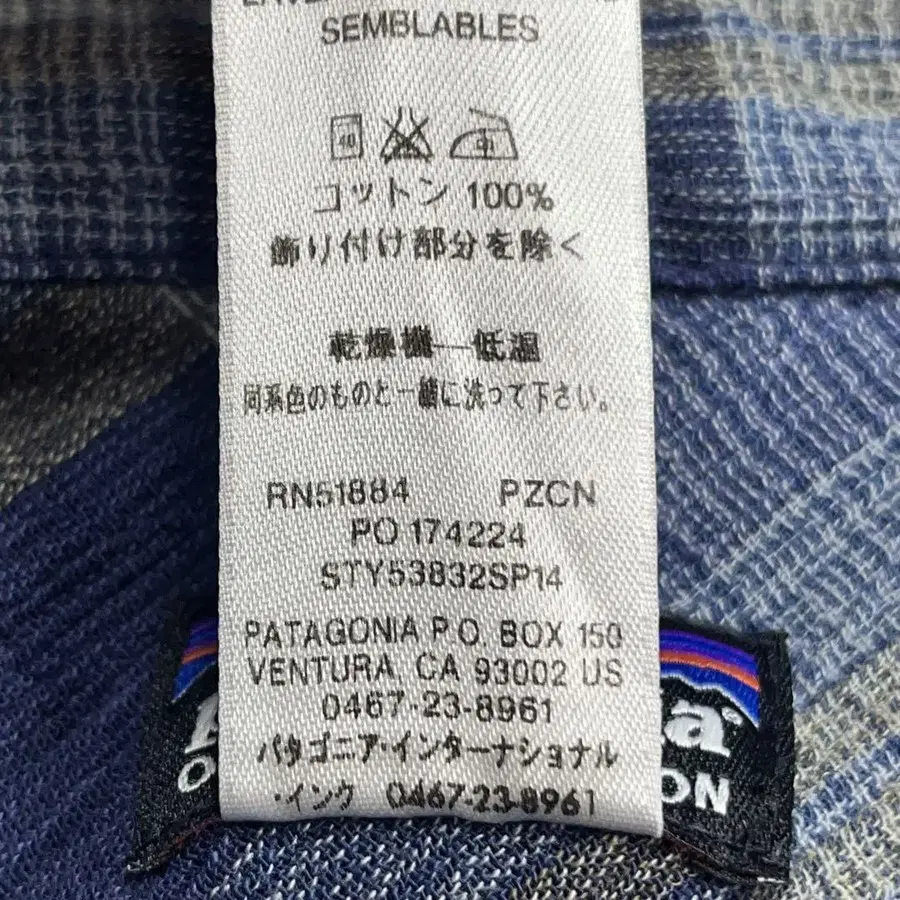 SEMBLABLES
40 中
コットン 100%
飾り付け部分を除く
乾燥機—低温
同系色のものと一緒に洗って下さい。
RN51884 PZCN
PO 174224
STY53832SP14
PATAGONIA P.O. BOX 150
VENTURA, CA 93002 US
0467-23-8961
パタゴニア・インターナショナル
・インク 0467-23-8961